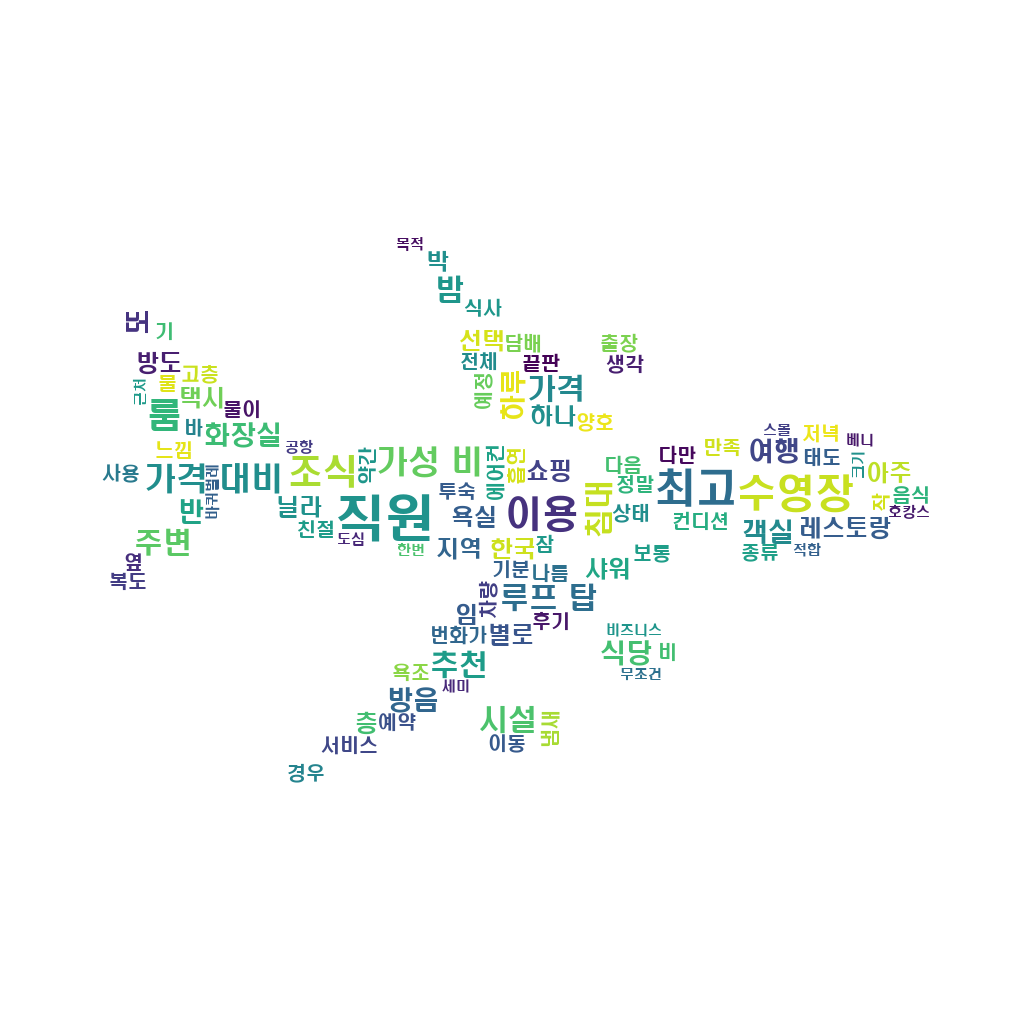 목적
박
밤
식사
버
기
선택
담배
출장
방도
전체
끝판
생각
근처
물
고층
택시
예정
하루
가격
룸
물이
하나
양호
바
화장실
스몰
저녁
베니
느낌
공항
약간
가성 비
에어컨
흡연
쇼핑
다음
다만
만족
여행
태도
크기
아주
사용
가격
대비
조식
바퀴벌레
투숙
침대
정말
최고
수영장
작
음식
호캉스
반
닐라
직원
욕실
이용
상태
컨디션
객실
레스토랑
친절
도심
주변
한번
지역
한국
잠
보통
종류
적합
옆
복도
기분
나름
샤워
차량
루프 탑
임
후기
번화가
별로
비즈니스
추천
식당
비
욕조
세미
무조건
방음
층
예약
시설
냄새
서비스
이동
경우